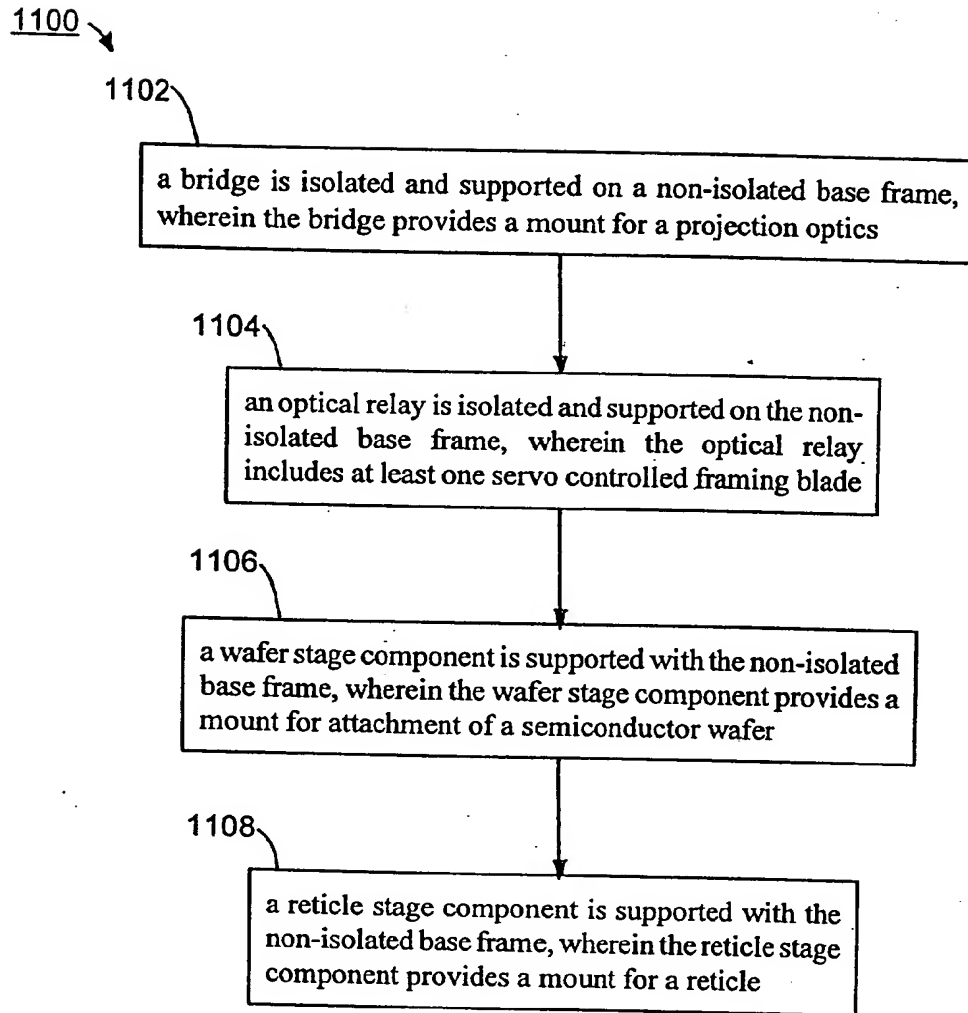 1100
1102
a bridge is isolated and supported on a non-isolated base frame,
wherein the bridge provides a mount for a projection optics
1104
an optical relay is isolated and supported on the non-
isolated base frame, wherein the optical relay
includes at least one servo controlled framing blade
1106
a wafer stage component is supported with the non-isolated
base frame, wherein the wafer stage component provides a
mount for attachment of a semiconductor wafer
1108
a reticle stage component is supported with the
non-isolated base frame, wherein the reticle stage
component provides a mount for a reticle